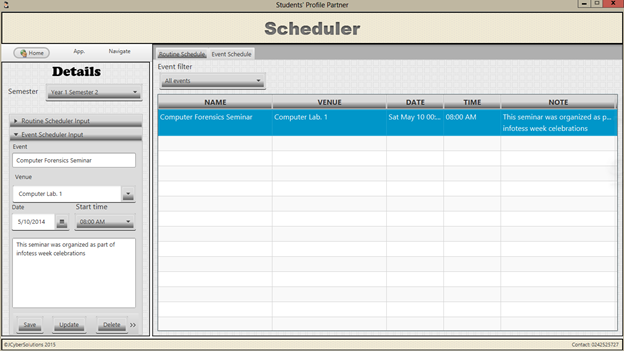 Students' Profile Partner
Scheduler
Home App. Navigate
Details
Semester Year 1 Semester 2
Routine Scheduler Input
Event Scheduler Input
Event
Computer Forensics Seminar
Venue
Computer Lab. 1
Date Start time
5/10/2014 08:00 AM
This seminar was organized as part of
infotess week celebrations
Save Update Delete >>
Routine Schedule Event Schedule
Event filter
All events
NAME VENUE DATE TIME NOTE
Computer Forensics Seminar Computer Lab. 1 Sat May 10 00:... 08:00 AM This seminar was organized as p...
infotess week celebrations
©JCyberSolutions 2015 Contact: 0242525727